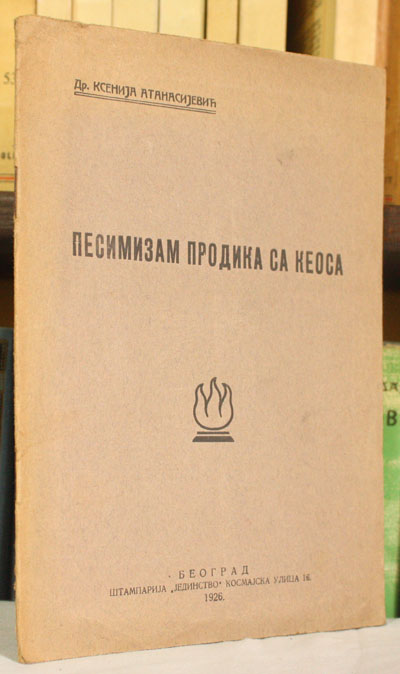 Др. КСЕНИЈА АТАНАСИЈЕВИЋ
ПЕСИМИЗАМ ПРОДИКА СА КЕОСА
БЕОГРАД
ШТАМПАРИЈА „ЈЕДИНСТВО" КОСМАЈСКА УЛИЦА 16.
1926.